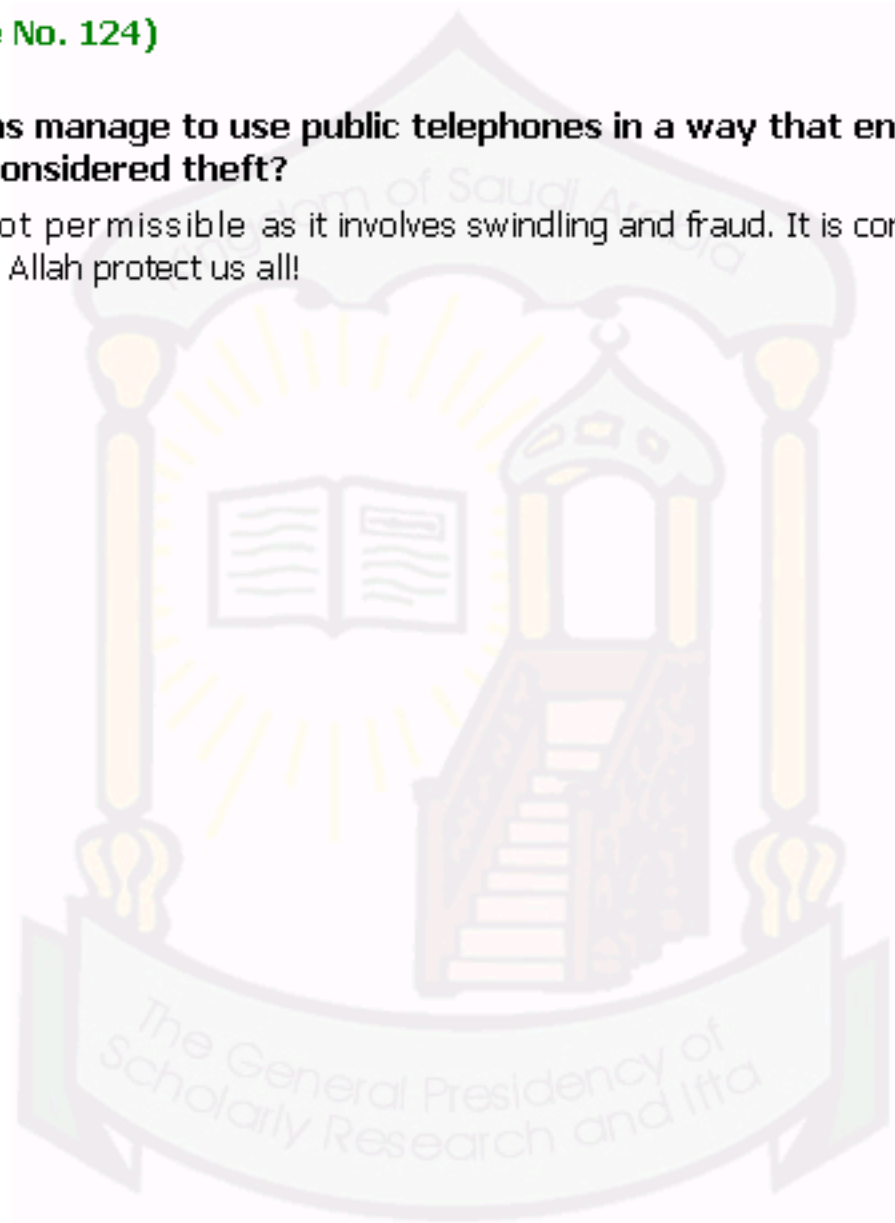 e No. 124)
ns manage to use public telephones in a way that en
onsidered theft?
ot permissible as it involves swindling and fraud. It is con
Allah protect us all!
Kingdom of Saudi Arabia
The General Presidency of
Scholarly Research and Ifta